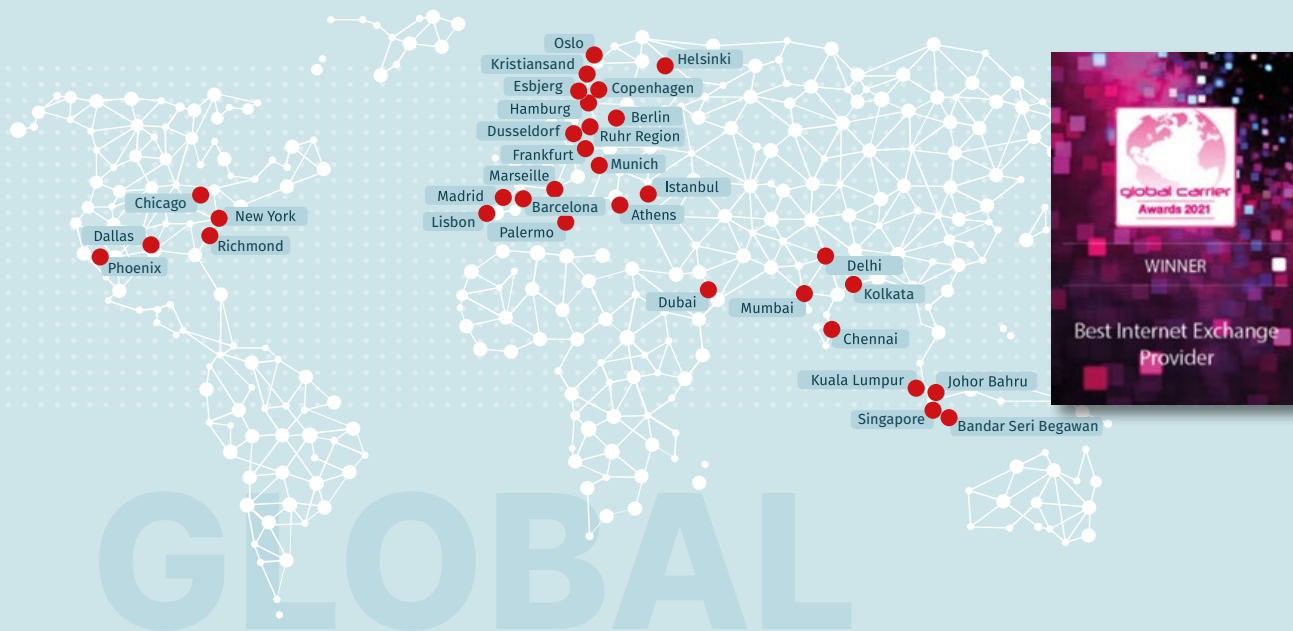 Oslo
Helsinki
Kristiansand
Esbjerg
Copenhagen
Hamburg
Berlin
Dusseldorf
Ruhr Region
Frankfurt
Munich
Marseille
Istanbul
Madrid
Barcelona
Lisbon
Athens
Palermo
Chicago
New York
Dallas
Richmond
Phoenix
Delhi
Dubai
Mumbai
Kolkata
Chennai
Kuala Lumpur
Johor Bahru
Singapore
Bandar Seri Begawan
global carrier
Awards 2021
WINNER
Best Internet Exchange
Provider
GLOBAL